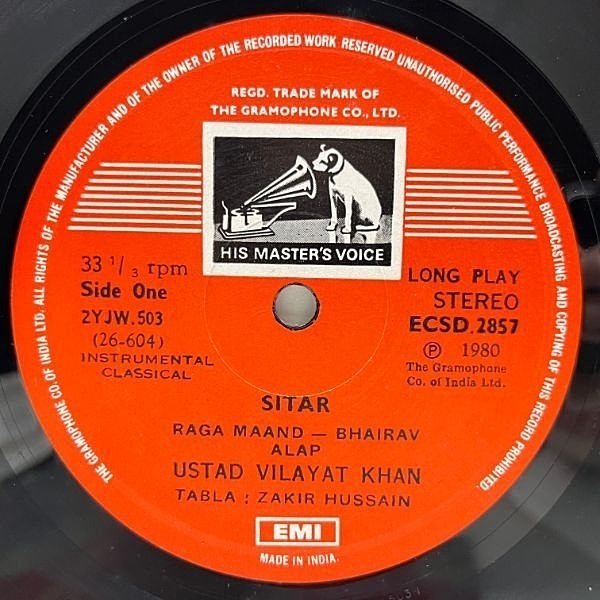 THE GRAMOPHONE CO. OF INDIA LTD. ALL RIGHTS OF THE MANUFACTURER AND OF THE OWNER OF THE RECORDED WORK RESERVED UNAUTHORISED PUBLIC PERFORMANCE BROADCASTING AND COPYING OF THIS RECORD PROHIBITED.
REGD. TRADE MARK OF
THE GRAMOPHONE CO., LTD.
HIS MASTER'S VOICE
33 1/3 rpm
Side One
2YJW.503
(26-604)
INSTRUMENTAL
CLASSICAL
LONG PLAY
STEREO
ECSD.2857
℗ 1980
The Gramophone
Co. of India Ltd.
SITAR
RAGA MAAND — BHAIRAV
ALAP
USTAD VILAYAT KHAN
TABLA : ZAKIR HUSSAIN
EMI
MADE IN INDIA.